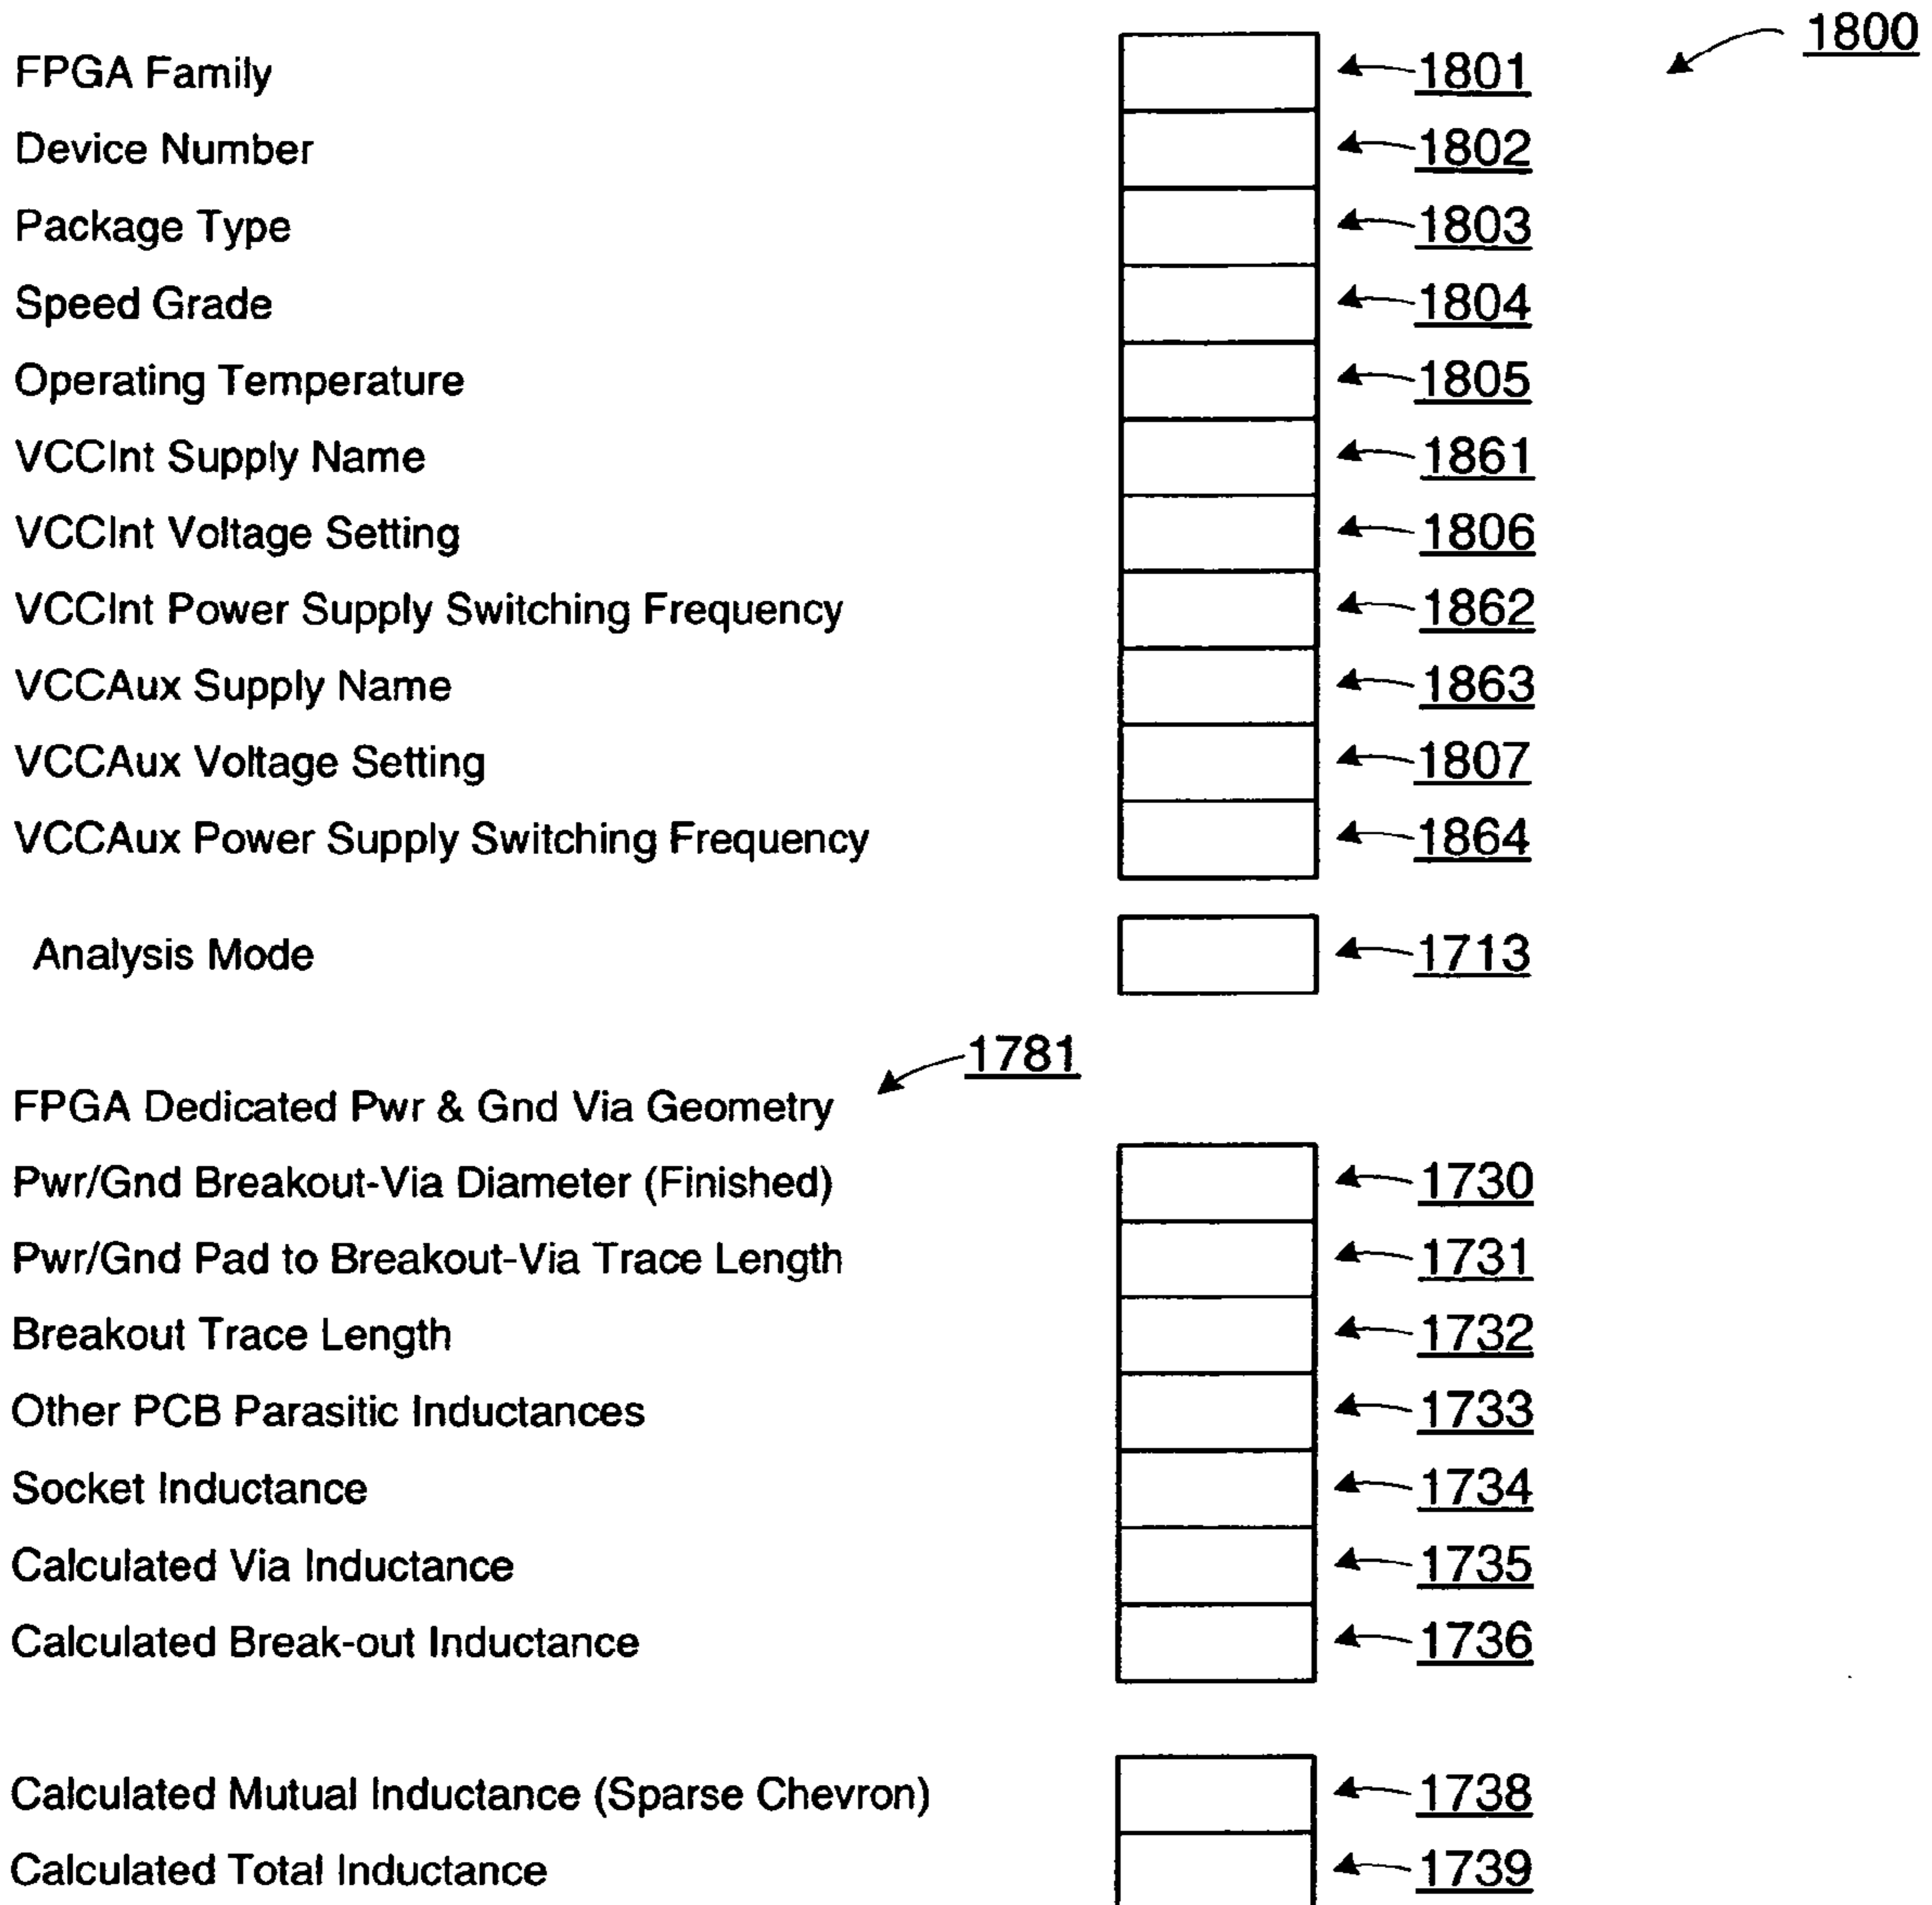 1800
FPGA Family 1801
Device Number 1802
Package Type 1803
Speed Grade 1804
Operating Temperature 1805
VCCInt Supply Name 1861
VCCInt Voltage Setting 1806
VCCInt Power Supply Switching Frequency 1862
VCCAux Supply Name 1863
VCCAux Voltage Setting 1807
VCCAux Power Supply Switching Frequency 1864
Analysis Mode 1713
1781
FPGA Dedicated Pwr & Gnd Via Geometry
Pwr/Gnd Breakout-Via Diameter (Finished) 1730
Pwr/Gnd Pad to Breakout-Via Trace Length 1731
Breakout Trace Length 1732
Other PCB Parasitic Inductances 1733
Socket Inductance 1734
Calculated Via Inductance 1735
Calculated Break-out Inductance 1736
Calculated Mutual Inductance (Sparse Chevron) 1738
Calculated Total Inductance 1739